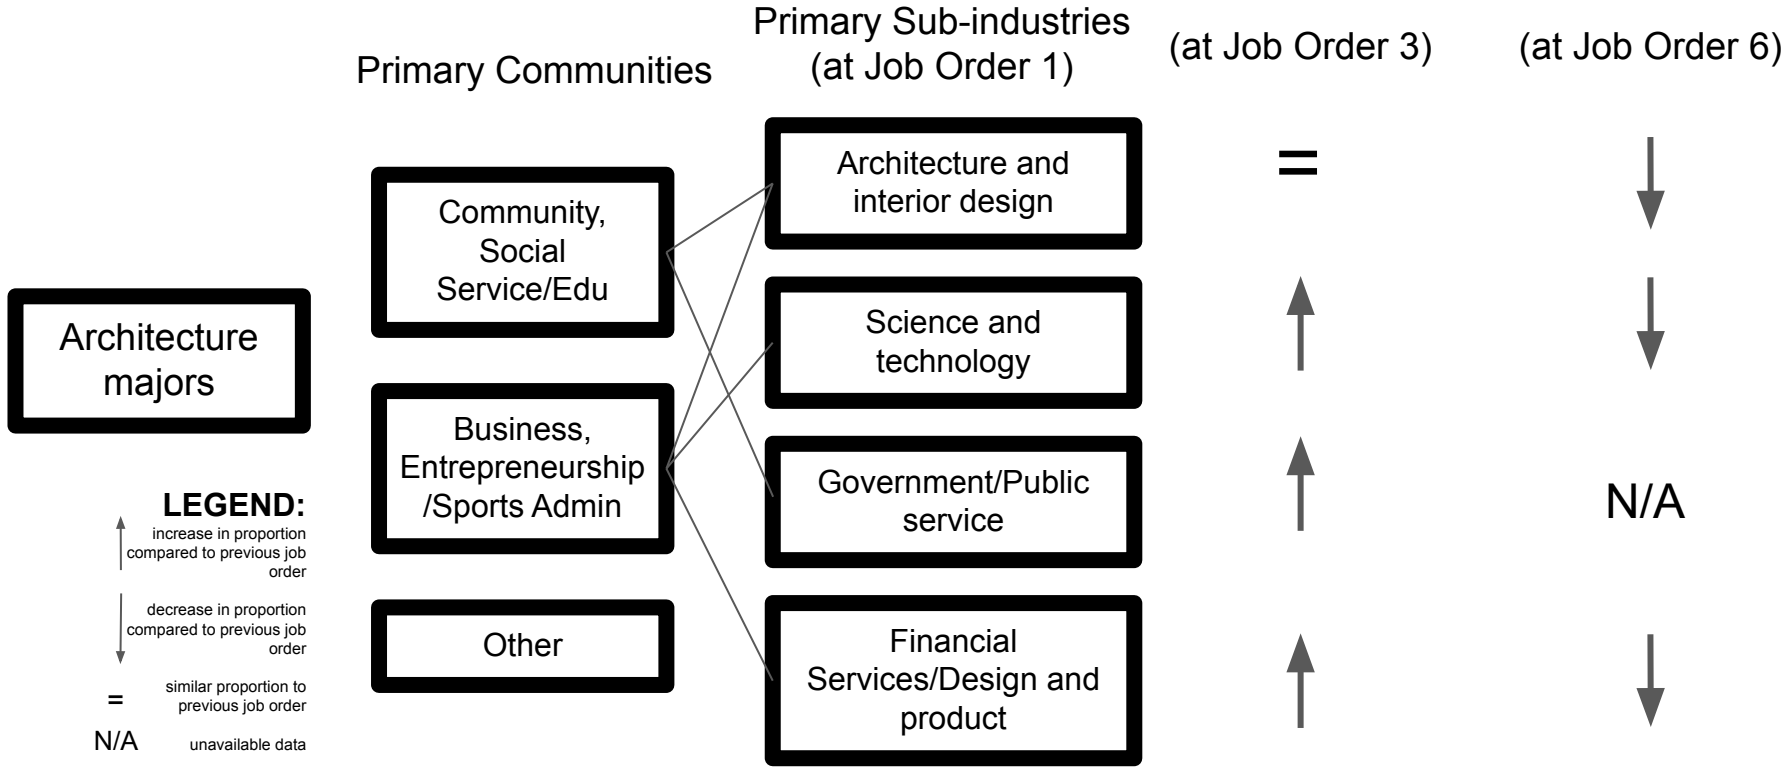 Primary Communities
Primary Sub-industries
(at Job Order 1)
(at Job Order 3)
(at Job Order 6)
Architecture
majors
Community,
Social
Service/Edu
Business,
Entrepreneurship
/Sports Admin
Other
Architecture and
interior design
=
Science and
technology
Government/Public
service
N/A
Financial
Services/Design and
product
LEGEND:
increase in proportion
compared to previous job
order
decrease in proportion
compared to previous job
order
=
similar proportion to
previous job order
N/A
unavailable data